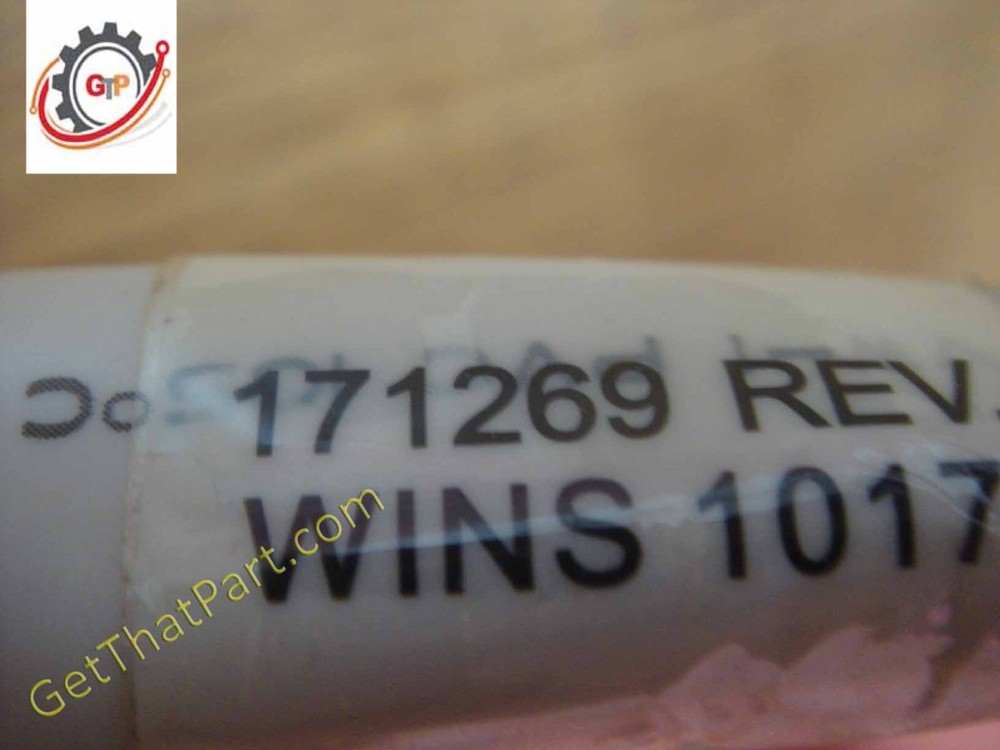 GTP
171269 REV.
WINS 1017
GetThatPart.com